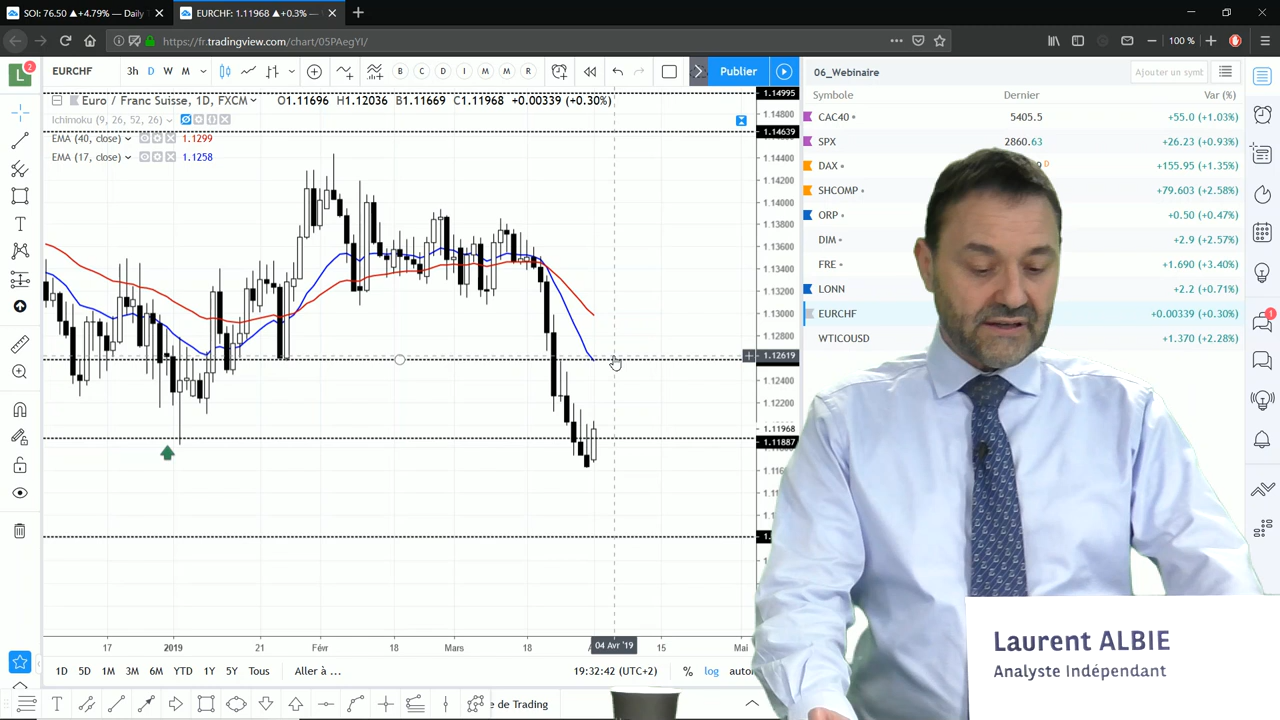 SOI: 76.50 ▲+4.79% — Daily T
EURCHF: 1.11968 ▲+0.3% —
https://fr.tradingview.com/chart/05PAegYI/
100 %
L
2
EURCHF
3h
D
W
M
B
C
D
I
M
M
R
Publier
Euro / Franc Suisse, 1D, FXCM
O1.11696 H1.12036 B1.11669 C1.11968 +0.00339 (+0.30%)
Ichimoku (9, 26, 52, 26)
EMA (40, close)
1.1299
EMA (17, close)
1.1258
1.14995
1.14800
1.14639
1.14400
1.14200
1.14000
1.13800
1.13600
1.13400
1.13200
1.13000
1.12800
1.12619
1.12400
1.12200
1.11968
1.11887
17
2019
21
Févr
18
Mars
18
04 Avr '19
15
Mai
1D
5D
1M
3M
6M
YTD
1Y
5Y
Tous
Aller à ...
19:32:42 (UTC+2)
%
log
autor
e de Trading
06_Webinaire
Ajouter un symb
Symbole
Dernier
Var (%)
CAC40
5405.5
+55.0 (+1.03%)
SPX
2860.63
+26.23 (+0.93%)
DAX
D
+155.95 (+1.35%)
SHCOMP
+79.603 (+2.58%)
ORP
+0.50 (+0.47%)
DIM
+2.9 (+2.57%)
FRE
+1.690 (+3.40%)
LONN
+2.2 (+0.71%)
EURCHF
+0.00339 (+0.30%)
WTICOUSD
+1.370 (+2.28%)
1
Laurent ALBIE
Analyste Indépendant